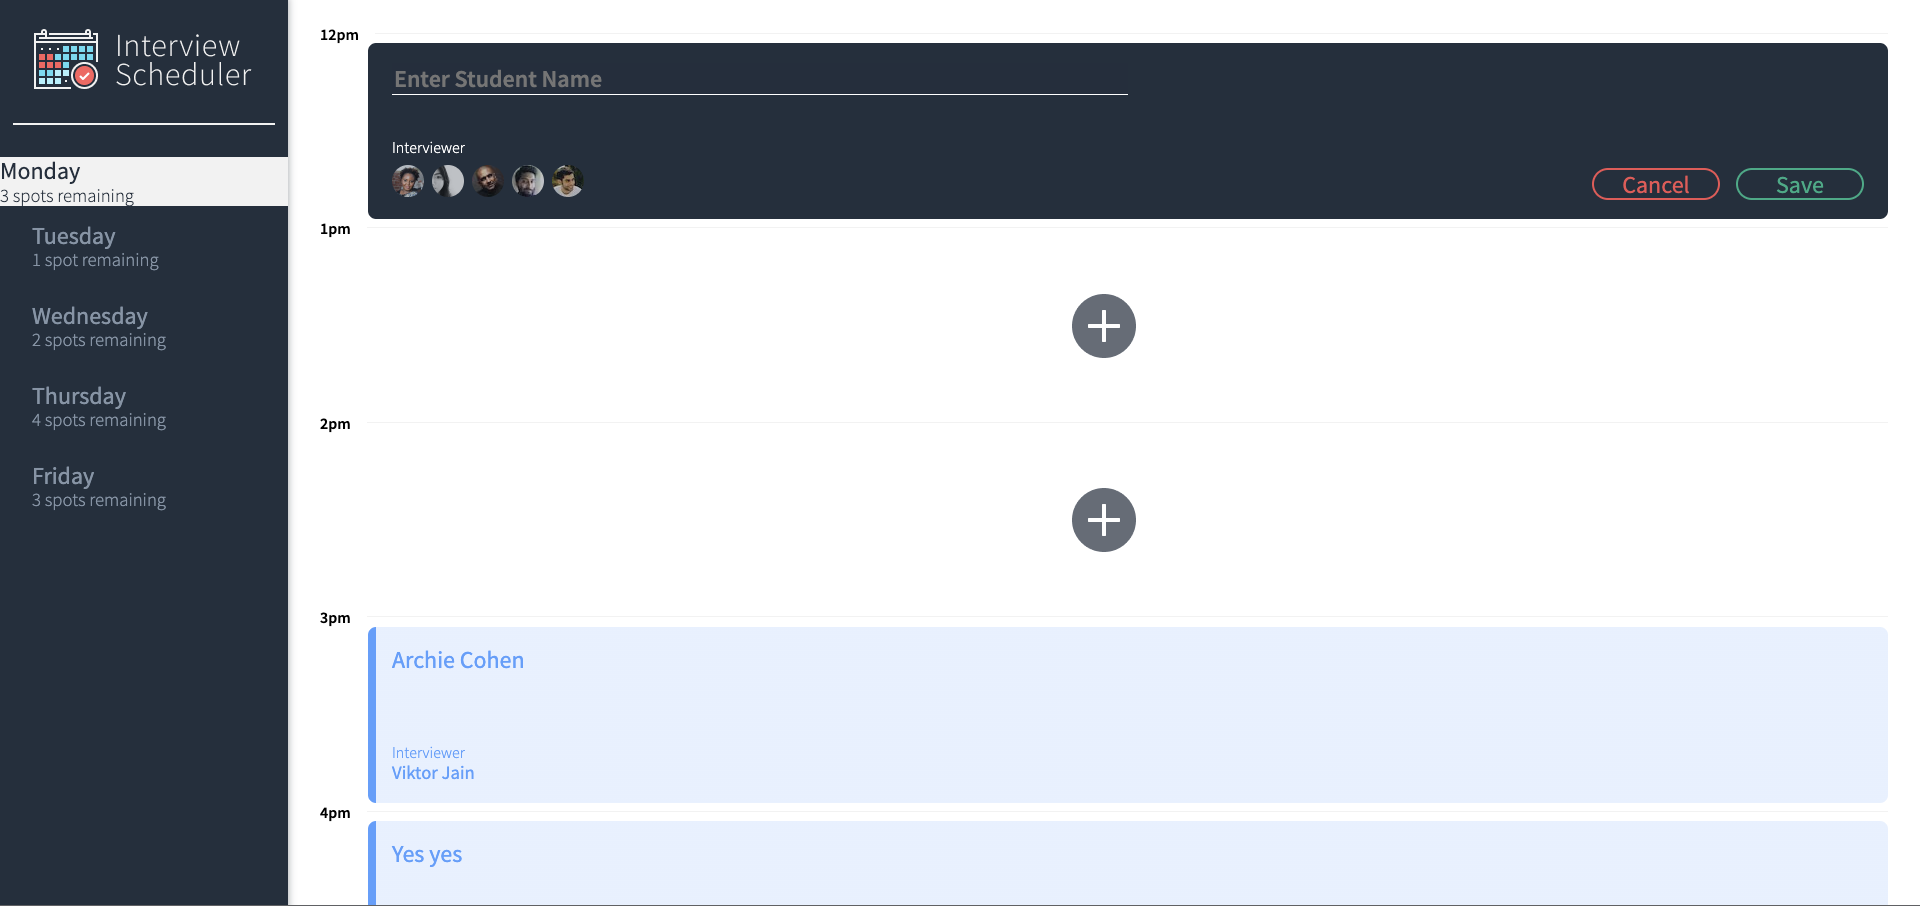 Interview
Scheduler
Monday
3 spots remaining
Tuesday
1 spot remaining
Wednesday
2 spots remaining
Thursday
4 spots remaining
Friday
3 spots remaining
12pm
Enter Student Name
Interviewer
Cancel Save
1pm
2pm
3pm
Archie Cohen
Interviewer
Viktor Jain
4pm
Yes yes